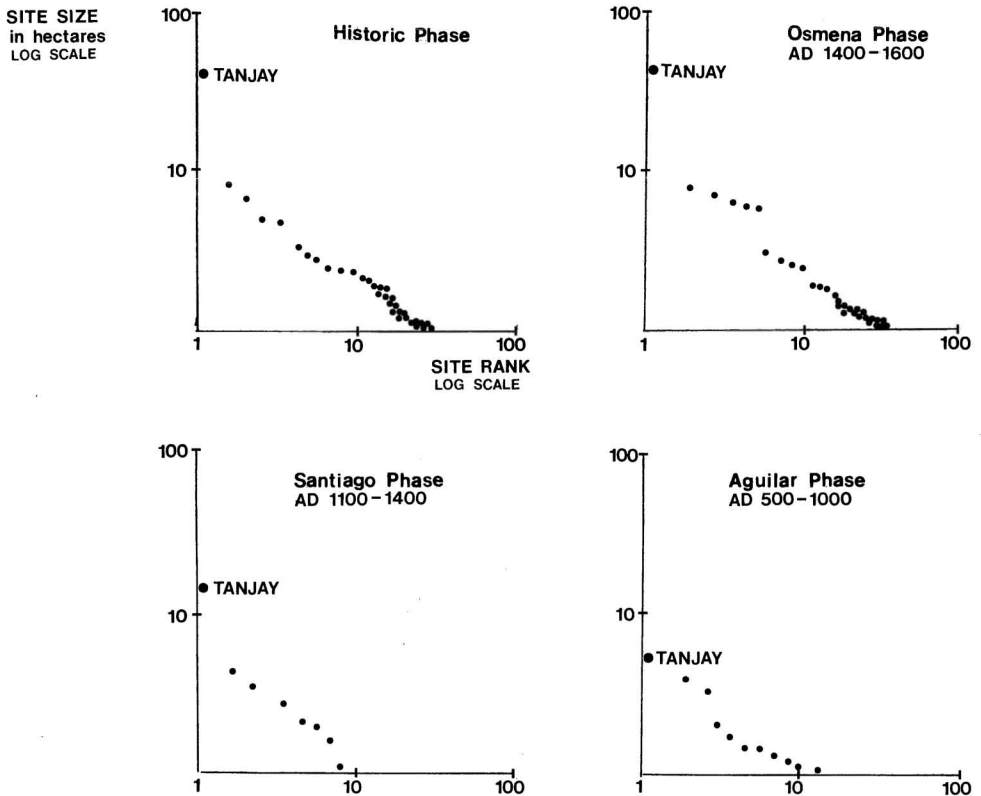 SITE SIZE
in hectares
LOG SCALE
100
10
1
10
100
Historic Phase
TANJAY
SITE RANK
LOG SCALE
100
10
1
10
100
Osmena Phase
AD 1400-1600
TANJAY
100
10
1
10
100
Santiago Phase
AD 1100-1400
TANJAY
100
10
1
10
100
Aguilar Phase
AD 500-1000
TANJAY